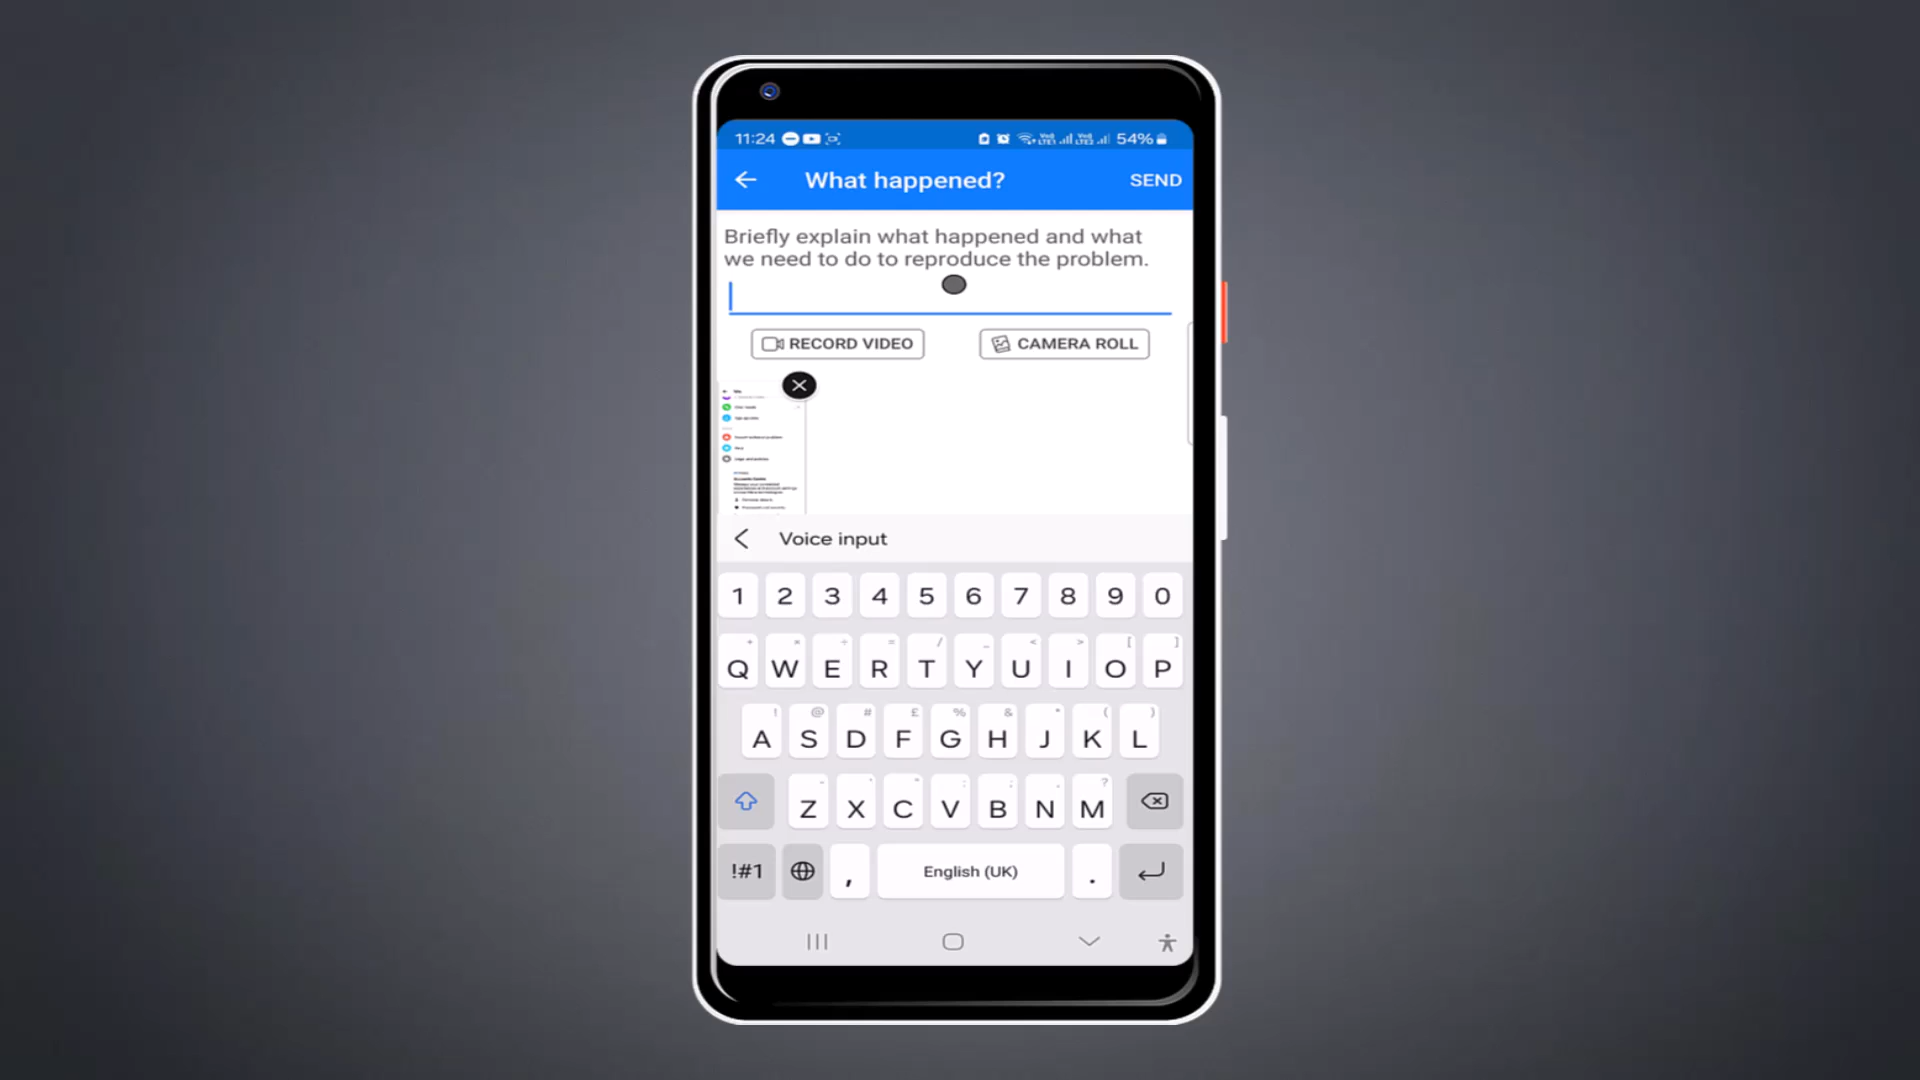 11:24 54%
What happened? SEND
Briefly explain what happened and what
we need to do to reproduce the problem.
RECORD VIDEO CAMERA ROLL
Voice input
1 2 3 4 5 6 7 8 9 0
Q W E R T Y U I O P
A S D F G H J K L
Z X C V B N M
!#1 , English (UK) .